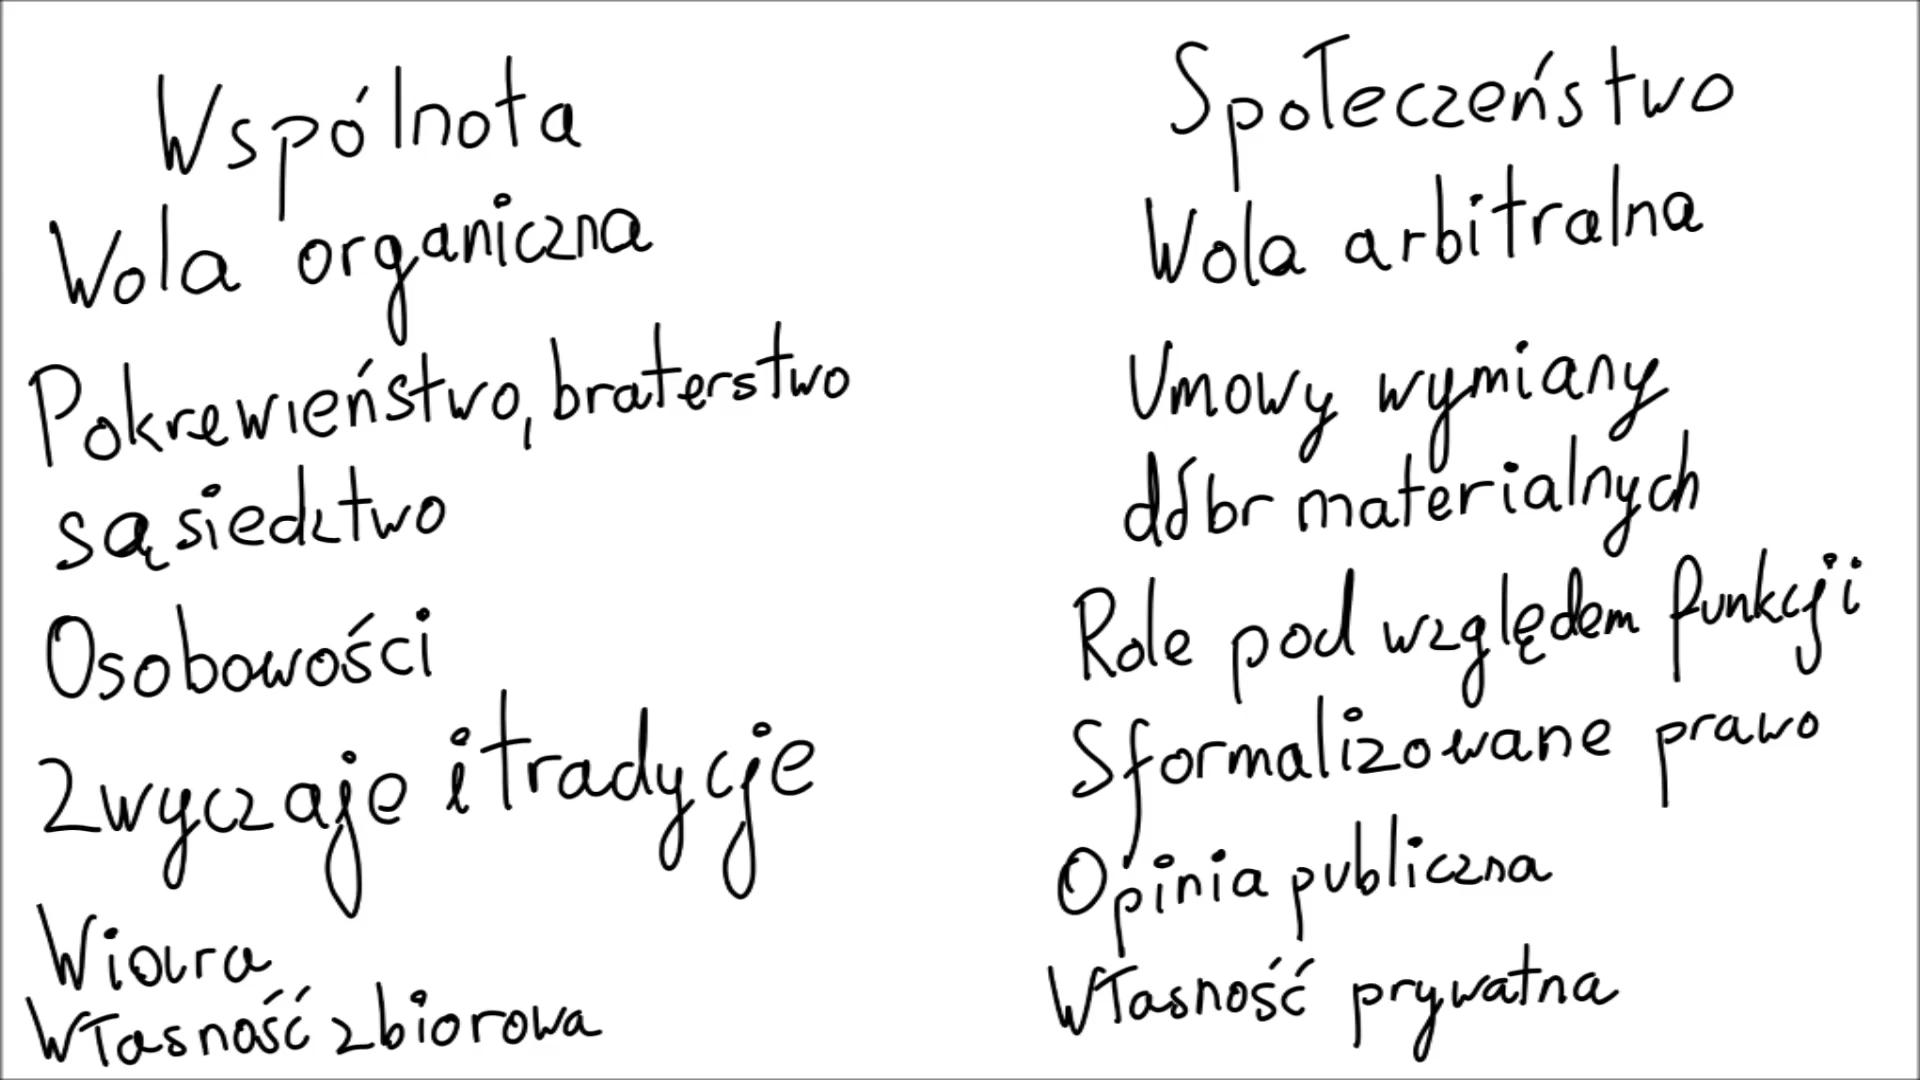 Wspólnota
Wola organiczna
Pokrewieństwo, braterstwo
sąsiedztwo
Osobowości
Zwyczaje i tradycje
Wiara
Własność zbiorowa
Społeczeństwo
Wola arbitralna
Umowy wymiany
dóbr materialnych
Role pod względem funkcji
Sformalizowane prawo
Opinia publiczna
Własność prywatna